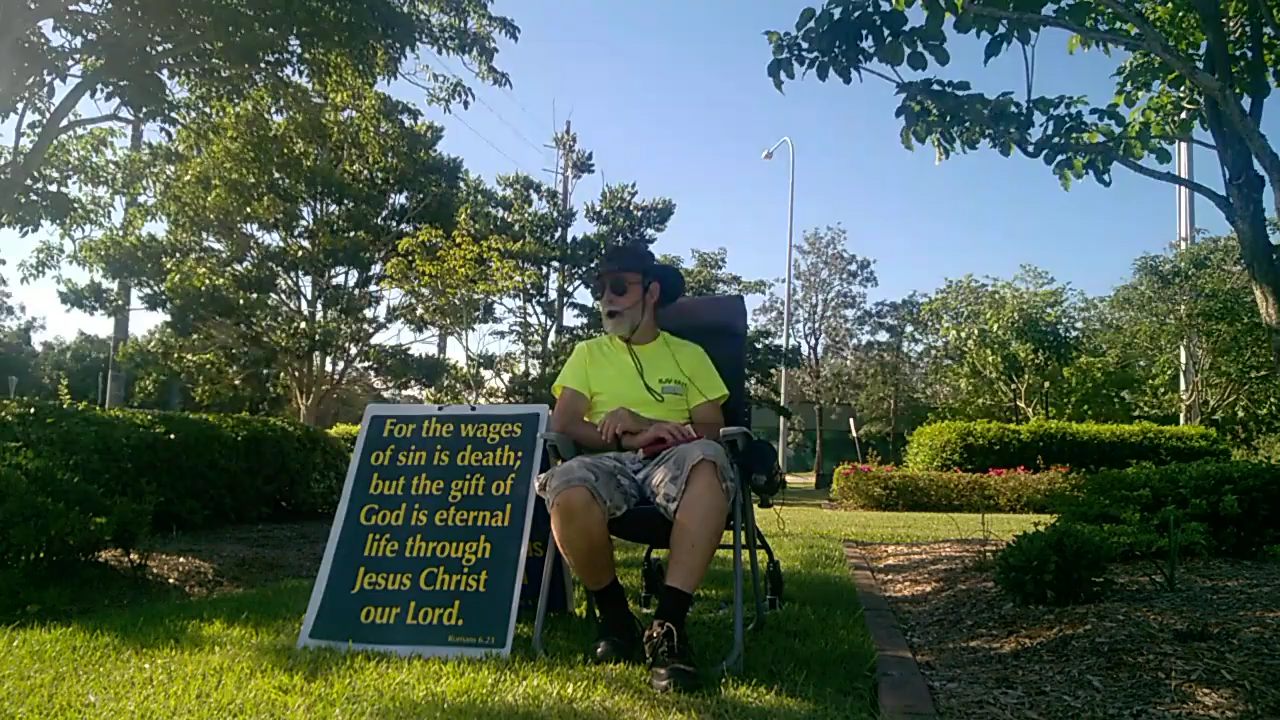 For the wages
of sin is death;
but the gift of
God is eternal
life through
Jesus Christ
our Lord.
Romans 6.23